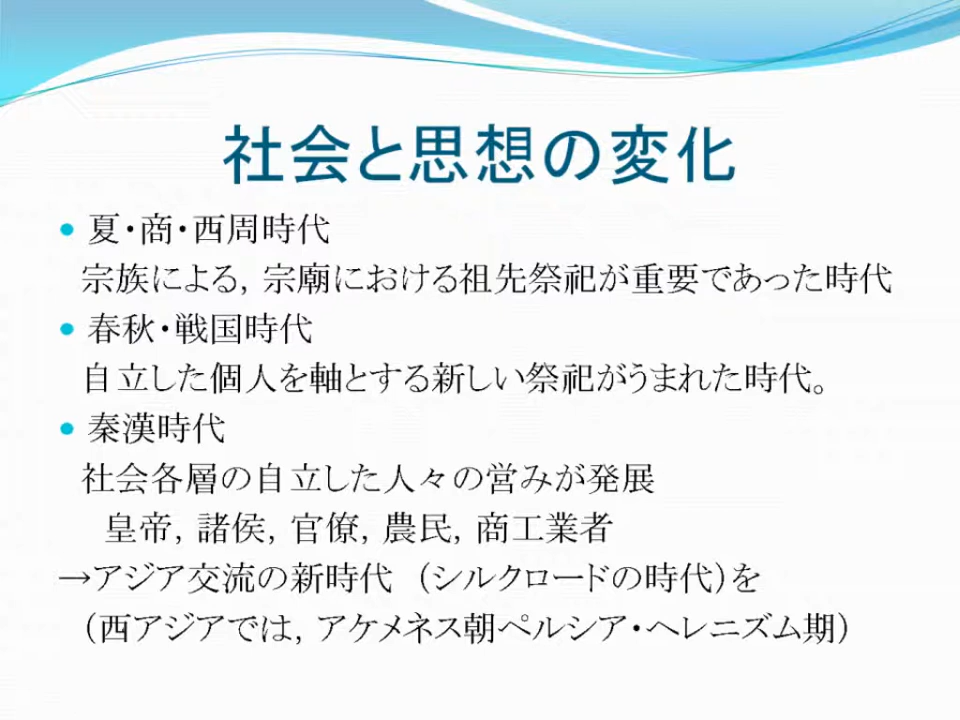 社会と思想の変化
• 夏・商・西周時代
宗族による，宗廟における祖先祭祀が重要であった時代
• 春秋・戦国時代
自立した個人を軸とする新しい祭祀がうまれた時代。
• 秦漢時代
社会各層の自立した人々の営みが発展
皇帝，諸侯，官僚，農民，商工業者
→アジア交流の新時代　（シルクロードの時代）を
（西アジアでは，アケメネス朝ペルシア・ヘレニズム期）